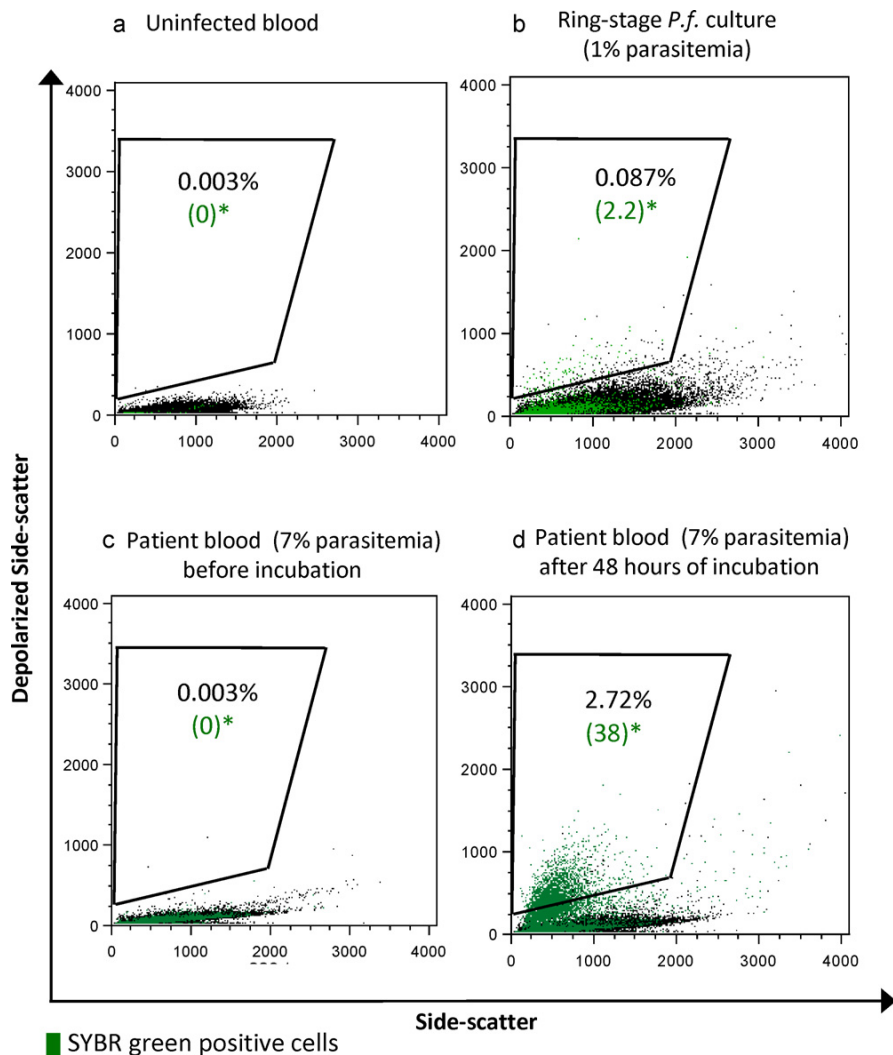 a Uninfected blood
b Ring-stage P.f. culture
(1% parasitemia)
4000
3000
2000
1000
0
0.003%
(0)*
0 1000 2000 3000 4000
4000
3000
2000
1000
0
0.087%
(2.2)*
0 1000 2000 3000 4000
Depolarized Side-scatter
c Patient blood (7% parasitemia)
before incubation
d Patient blood (7% parasitemia)
after 48 hours of incubation
4000
3000
2000
1000
0
0.003%
(0)*
0 1000 2000 3000 4000
4000
3000
2000
1000
0
2.72%
(38)*
0 1000 2000 3000 4000
Side-scatter
SYBR green positive cells